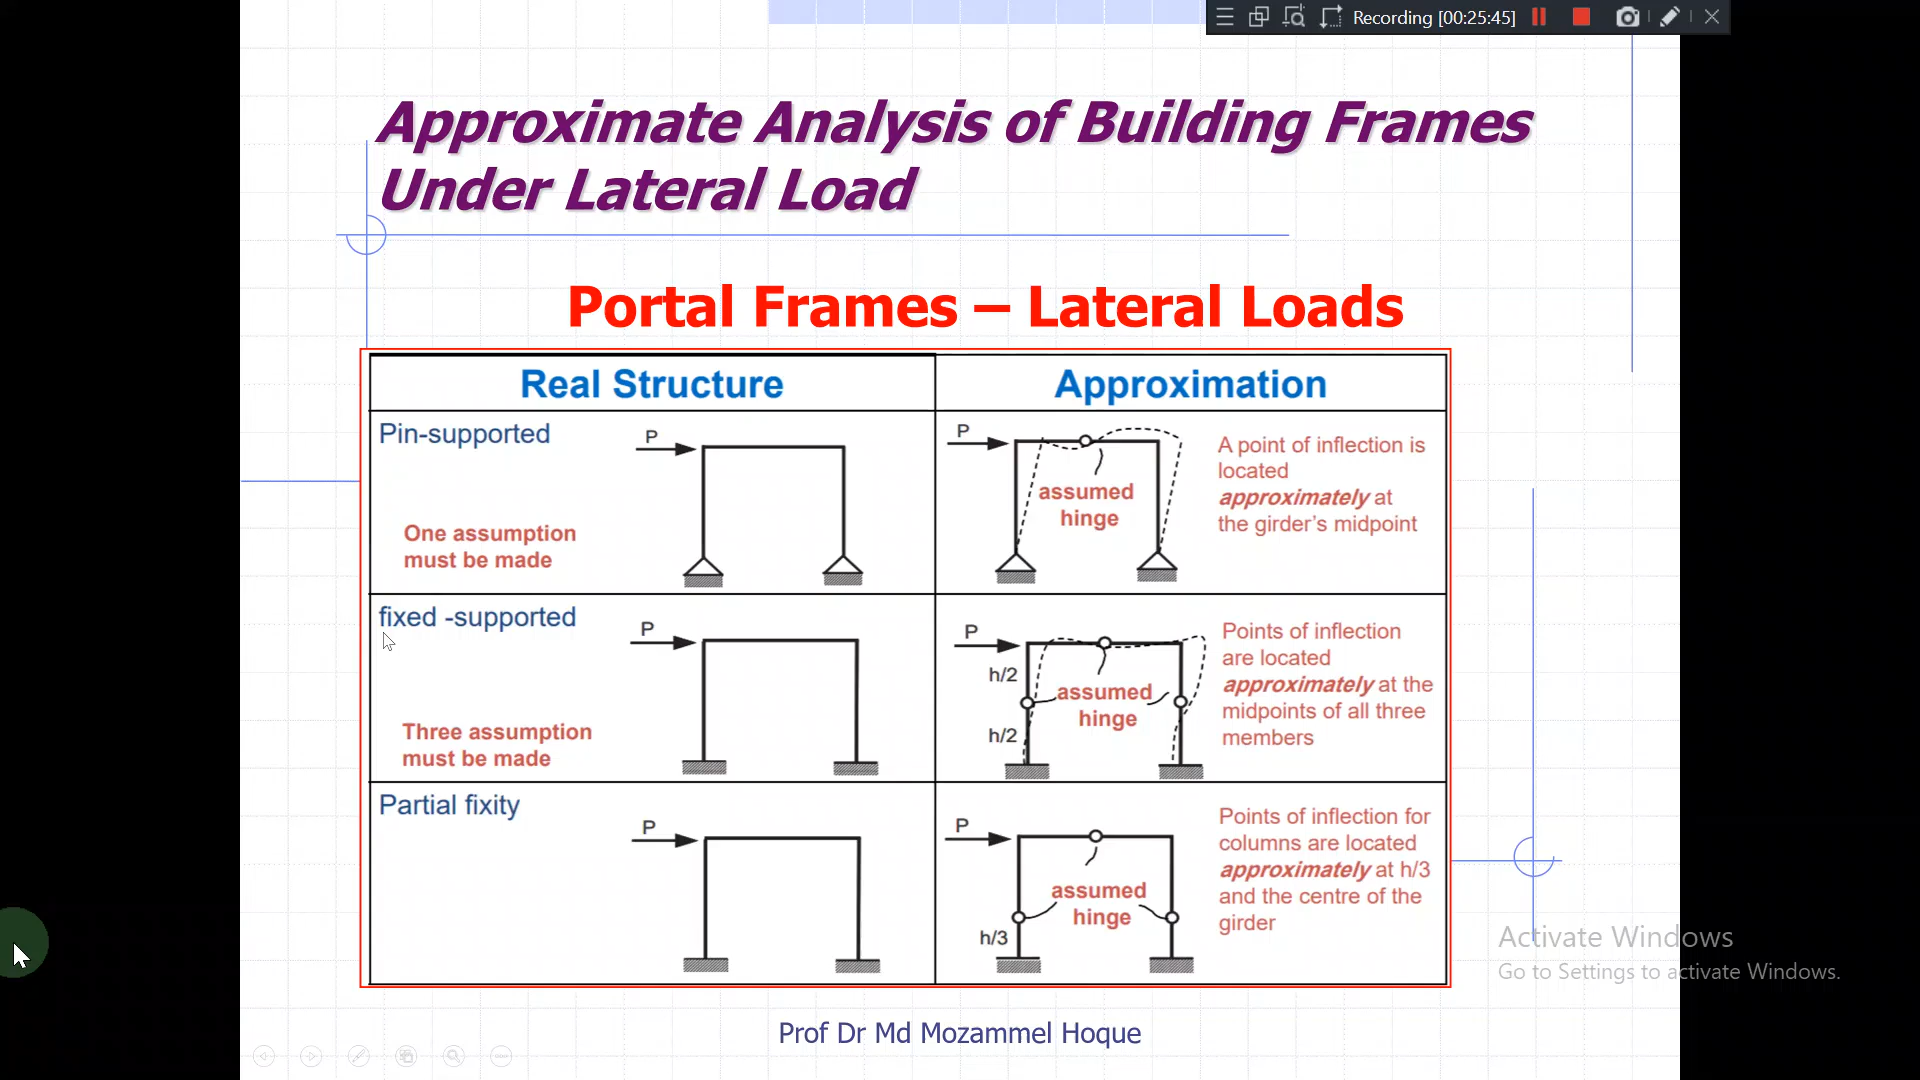 Recording [00:25:45]
Approximate Analysis of Building Frames
Under Lateral Load
Portal Frames – Lateral Loads
Real Structure
Approximation
Pin-supported
P
One assumption
must be made
P
assumed
hinge
A point of inflection is
located
approximately at
the girder's midpoint
fixed -supported
P
Three assumption
must be made
P
h/2
h/2
assumed
hinge
Points of inflection
are located
approximately at the
midpoints of all three
members
Partial fixity
P
P
assumed
hinge
h/3
Points of inflection for
columns are located
approximately at h/3
and the centre of the
girder
Activate Windows
Go to Settings to activate Windows.
Prof Dr Md Mozammel Hoque